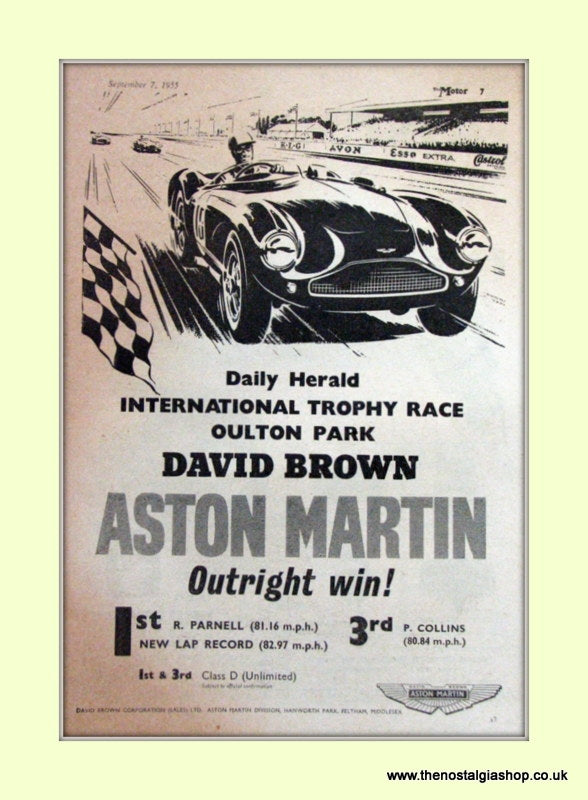 September 7, 1955
The Motor 7
K·L·G
AVON
Esso EXTRA
Castrol
Daily Herald
INTERNATIONAL TROPHY RACE
OULTON PARK
DAVID BROWN
ASTON MARTIN
Outright win!
1st R. PARNELL (81.16 m.p.h.)
NEW LAP RECORD (82.97 m.p.h.)
3rd P. COLLINS
(80.84 m.p.h.)
1st & 3rd Class D (Unlimited)
Subject to official confirmation
DAVID BROWN
ASTON MARTIN
DAVID BROWN CORPORATION (SALES) LTD. ASTON MARTIN DIVISION, HANWORTH PARK, FELTHAM, MIDDLESEX
www.thenostalgiashop.co.uk